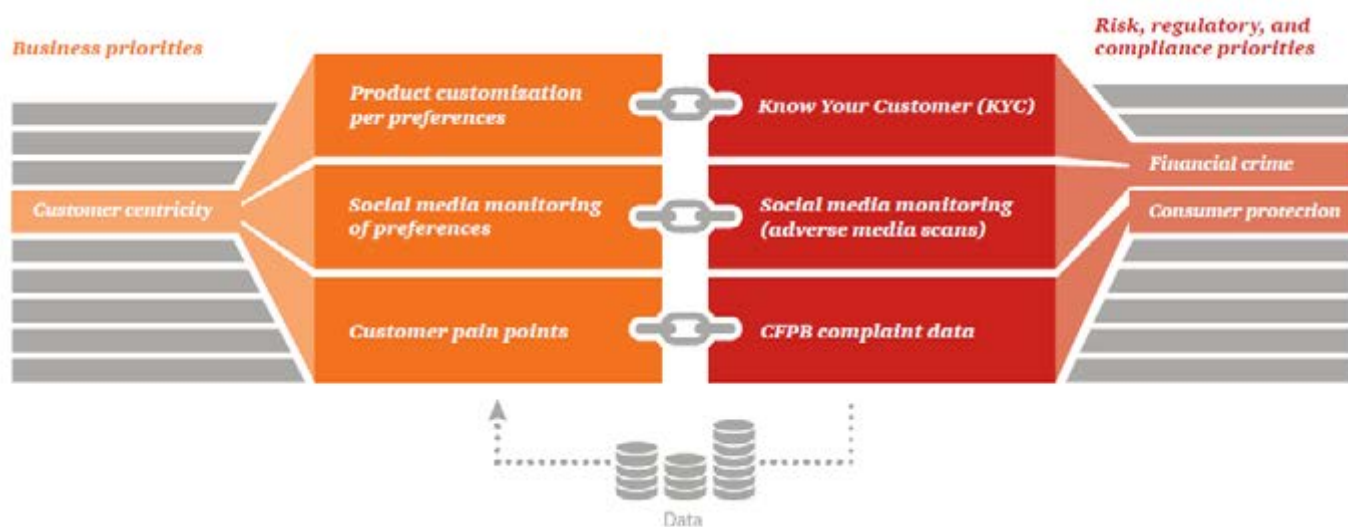 Business priorities
Risk, regulatory, and
compliance priorities
Product customization
per preferences
Know Your Customer (KYC)
Financial crime
Customer centricity
Social media monitoring
of preferences
Social media monitoring
(adverse media scans)
Consumer protection
Customer pain points
CFPB complaint data
Data